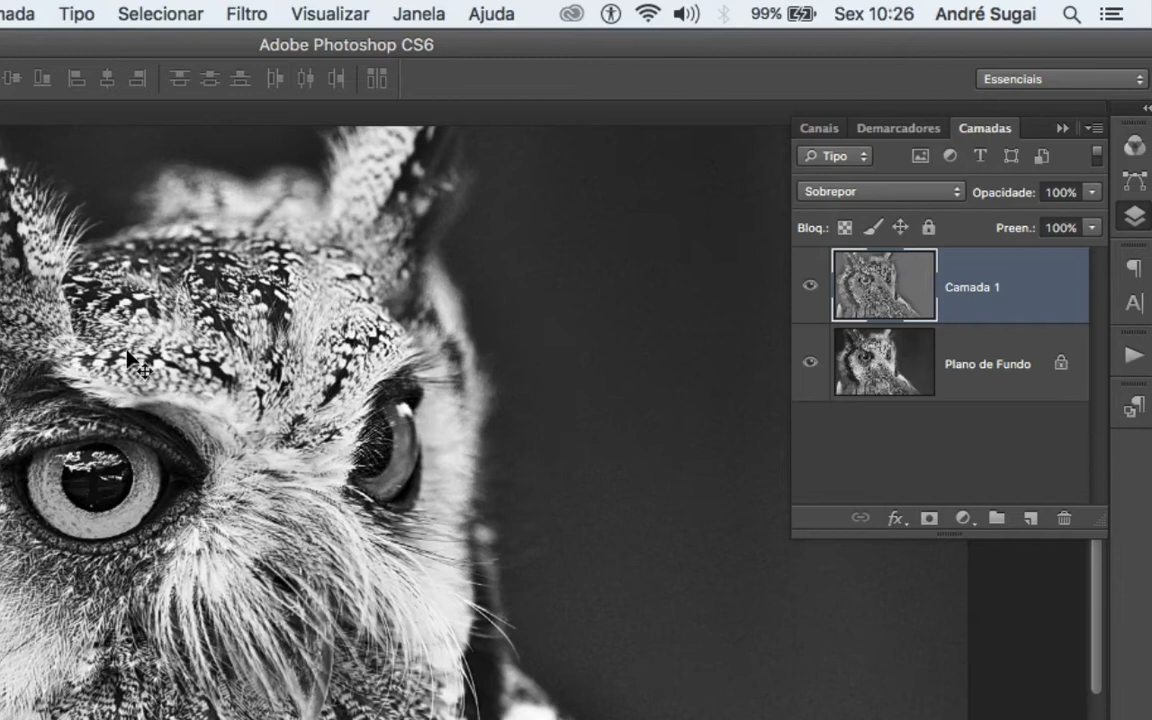 nada Tipo Selecionar Filtro Visualizar Janela Ajuda 99% Sex 10:26 André Sugai
Adobe Photoshop CS6
Essenciais
Canais Demarcadores Camadas
Tipo T
Sobrepor Opacidade: 100%
Bloq.: Preen.: 100%
Camada 1
Plano de Fundo
fx.